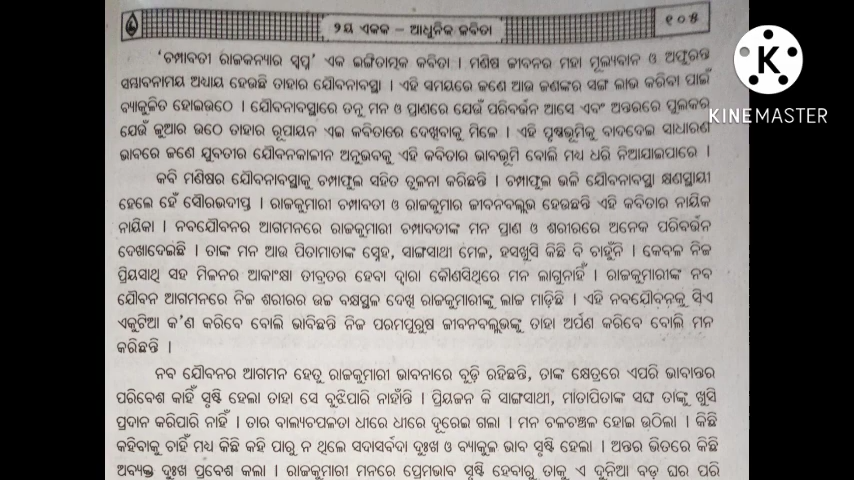 ୨ୟ ଏକକ – ଆଧୁନିକ କବିତା
୧୦୫
‘ଚମ୍ପାବତୀ ରାଜକନ୍ୟାର ସ୍ୱପ୍ନ’ ଏକ ଇଙ୍ଗିତାତ୍ମକ କବିତା । ମଣିଷ ଜୀବନର ମହା ମୂଲ୍ୟବାନ ଓ ଅଫୁରନ୍ତ
ସମ୍ଭାବନାମୟ ଅଧ୍ୟାୟ ହେଉଛି ତାହାର ଯୌବନାବସ୍ଥା । ଏହି ସମୟରେ ଜଣେ ଆଉ ଜଣଙ୍କର ସଙ୍ଗ ଲାଭ କରିବା ପାଇଁ
ବ୍ୟାକୁଳିତ ହୋଇଉଠେ । ଯୌବନାବସ୍ଥାରେ ତନୁ ମନ ଓ ପ୍ରାଣରେ ଯେଉଁ ପରିବର୍ତ୍ତନ ଆସେ ଏବଂ ଅନ୍ତରରେ ପୁଲକର
ଯେଉଁ ଜୁଆର ଉଠେ ତାହାର ରୂପାୟନ ଏଇ କବିତାରେ ଦେଖିବାକୁ ମିଳେ । ଏହି ପୃଷ୍ଠଭୂମିକୁ ବାଦଦେଇ ସାଧାରଣ
ଭାବରେ ଜଣେ ଯୁବତୀର ଯୌବନକାଳୀନ ଅନୁଭବକୁ ଏହି କବିତାର ଭାବଭୂମି ବୋଲି ମଧ୍ୟ ଧରି ନିଆଯାଇପାରେ ।
କବି ମଣିଷର ଯୌବନାବସ୍ଥାକୁ ଚମ୍ପାଫୁଲ ସହିତ ତୁଳନା କରିଛନ୍ତି । ଚମ୍ପାଫୁଲ ଭଳି ଯୌବନାବସ୍ଥା କ୍ଷଣସ୍ଥାୟୀ
ହେଲେ ହେଁ ସୌରଭଦୀପ୍ତ । ରାଜକୁମାରୀ ଚମ୍ପାବତୀ ଓ ରାଜକୁମାର ଜୀବନବଲ୍ଲଭ ହେଉଛନ୍ତି ଏହି କବିତାର ନାୟିକ
ନାୟିକା । ନବଯୌବନର ଆଗମନରେ ରାଜକୁମାରୀ ଚମ୍ପାବତୀଙ୍କ ମନ ପ୍ରାଣ ଓ ଶରୀରରେ ଅନେକ ପରିବର୍ତ୍ତନ
ଦେଖାଦେଇଛି । ତାଙ୍କ ମନ ଆଉ ପିତାମାତାଙ୍କ ସ୍ନେହ, ସାଙ୍ଗସାଥୀ ମେଳ, ହସଖୁସି କିଛି ବି ଚାହୁଁନି । କେବଳ ନିଜ
ପ୍ରିୟସାଥି ସହ ମିଳନର ଆକାଂକ୍ଷା ତୀବ୍ରତର ହେବା ଦ୍ୱାରା କୌଣସିଥିରେ ମନ ଲାଗୁନାହିଁ । ରାଜକୁମାରୀଙ୍କ ନବ
ଯୌବନ ଆଗମନରେ ନିଜ ଶରୀରର ଉଚ୍ଚ ବକ୍ଷସ୍ଥଳ ଦେଖି ରାଜକୁମାରୀଙ୍କୁ ଲାଜ ମାଡ଼ିଛି । ଏହି ନବଯୌବନକୁ ସିଏ
ଏକୁଟିଆ କ’ଣ କରିବେ ବୋଲି ଭାବିଛନ୍ତି ନିଜ ପରମପୁରୁଷ ଜୀବନବଲ୍ଲଭଙ୍କୁ ତାହା ଅର୍ପଣ କରିବେ ବୋଲି ମନ
କରିଛନ୍ତି ।
ନବ ଯୌବନର ଆଗମନ ହେତୁ ରାଜକୁମାରୀ ଭାବନାରେ ବୁଡ଼ି ରହିଛନ୍ତି, ତାଙ୍କ କ୍ଷେତ୍ରରେ ଏପରି ଭାବାନ୍ତର
ପରିବେଶ କାହିଁ ସୃଷ୍ଟି ହେଲା ତାହା ସେ ବୁଝିପାରି ନାହାଁନ୍ତି । ପ୍ରିୟଜନ କି ସାଙ୍ଗସାଥୀ, ମାତାପିତାଙ୍କ ସଙ୍ଗ ତାଙ୍କୁ ଖୁସି
ପ୍ରଦାନ କରିପାରି ନାହିଁ । ତାର ବାଲ୍ୟଚପଳତା ଧୀରେ ଧୀରେ ଦୂରେଇ ଗଲା । ମନ ଚଳଚଞ୍ଚଳ ହୋଇ ଉଠିଲା । କିଛି
କହିବାକୁ ଚାହିଁ ମଧ୍ୟ କିଛି କହି ପାରୁ ନ ଥିଲେ ସଦାସର୍ବଦା ଦୁଃଖ ଓ ବ୍ୟାକୁଳ ଭାବ ସୃଷ୍ଟି ହେଲା । ଅନ୍ତର ଭିତରେ କିଛି
ଅବ୍ୟକ୍ତ ଦୁଃଖ ପ୍ରବେଶ କଲା । ରାଜକୁମାରୀ ମନରେ ପ୍ରେମଭାବ ସୃଷ୍ଟି ହେବାରୁ ତାକୁ ଏ ଦୁନିଆ ବଡ଼ ଘର ପରି
KINEMASTER